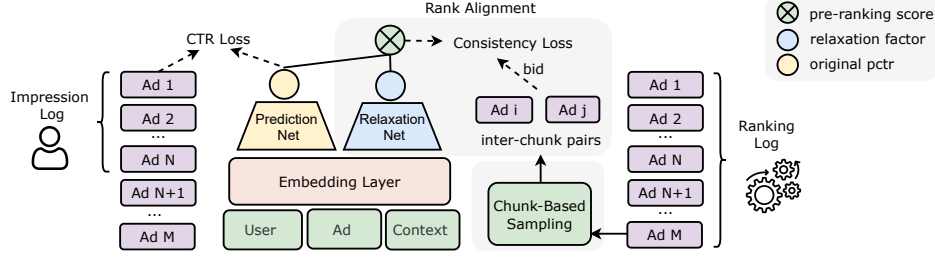 Rank Alignment
pre-ranking score
relaxation factor
original pctr
CTR Loss
Consistency Loss
bid
Impression
Log
Ad 1
Ad 2
...
Ad N
Ad N+1
...
Ad M
Prediction
Net
Relaxation
Net
Embedding Layer
User
Ad
Context
Ad i
Ad j
inter-chunk pairs
Chunk-Based
Sampling
Ad 1
Ad 2
...
Ad N
Ad N+1
...
Ad M
Ranking
Log